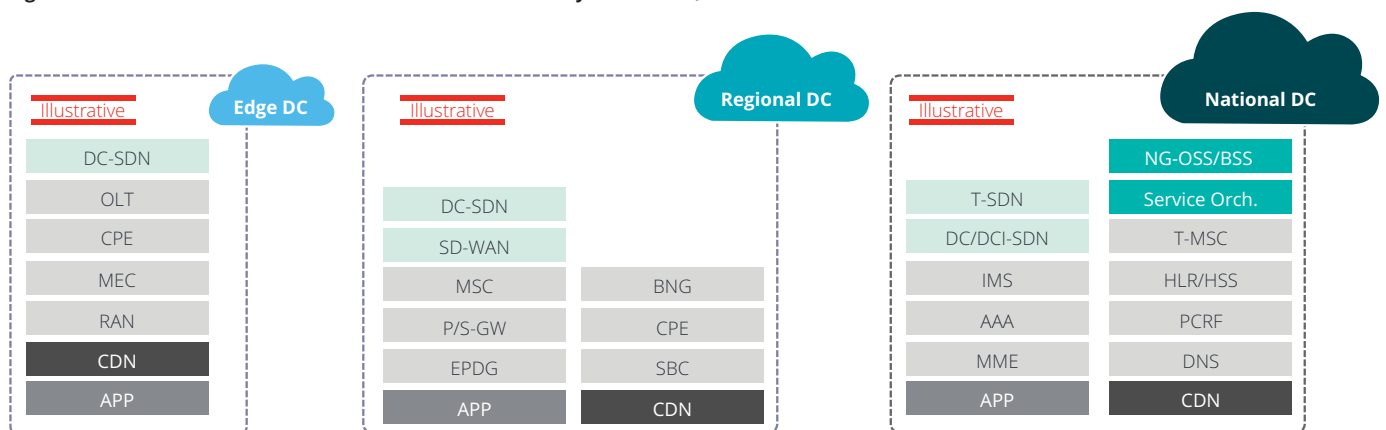 Edge DC
Illustrative
DC-SDN
OLT
CPE
MEC
RAN
CDN
APP
Regional DC
Illustrative
DC-SDN
SD-WAN
MSC
P/S-GW
EPDG
APP
BNG
CPE
SBC
CDN
National DC
Illustrative
T-SDN
DC/DCI-SDN
IMS
AAA
MME
APP
NG-OSS/BSS
Service Orch.
T-MSC
HLR/HSS
PCRF
DNS
CDN